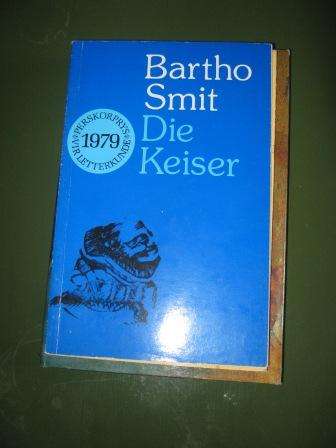 Bartho
Smit
Die
Keiser
PERSKORPRYS
1979
VIR LETTERKUNDE